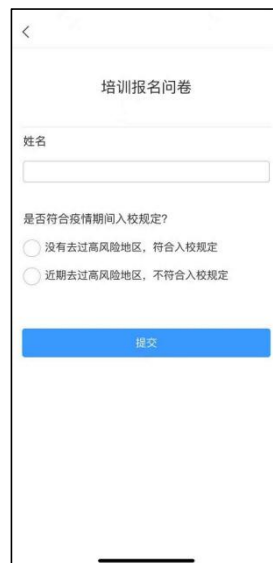 培训报名问卷
姓名
是否符合疫情期间入校规定?
没有去过高风险地区，符合入校规定
近期去过高风险地区，不符合入校规定
提交